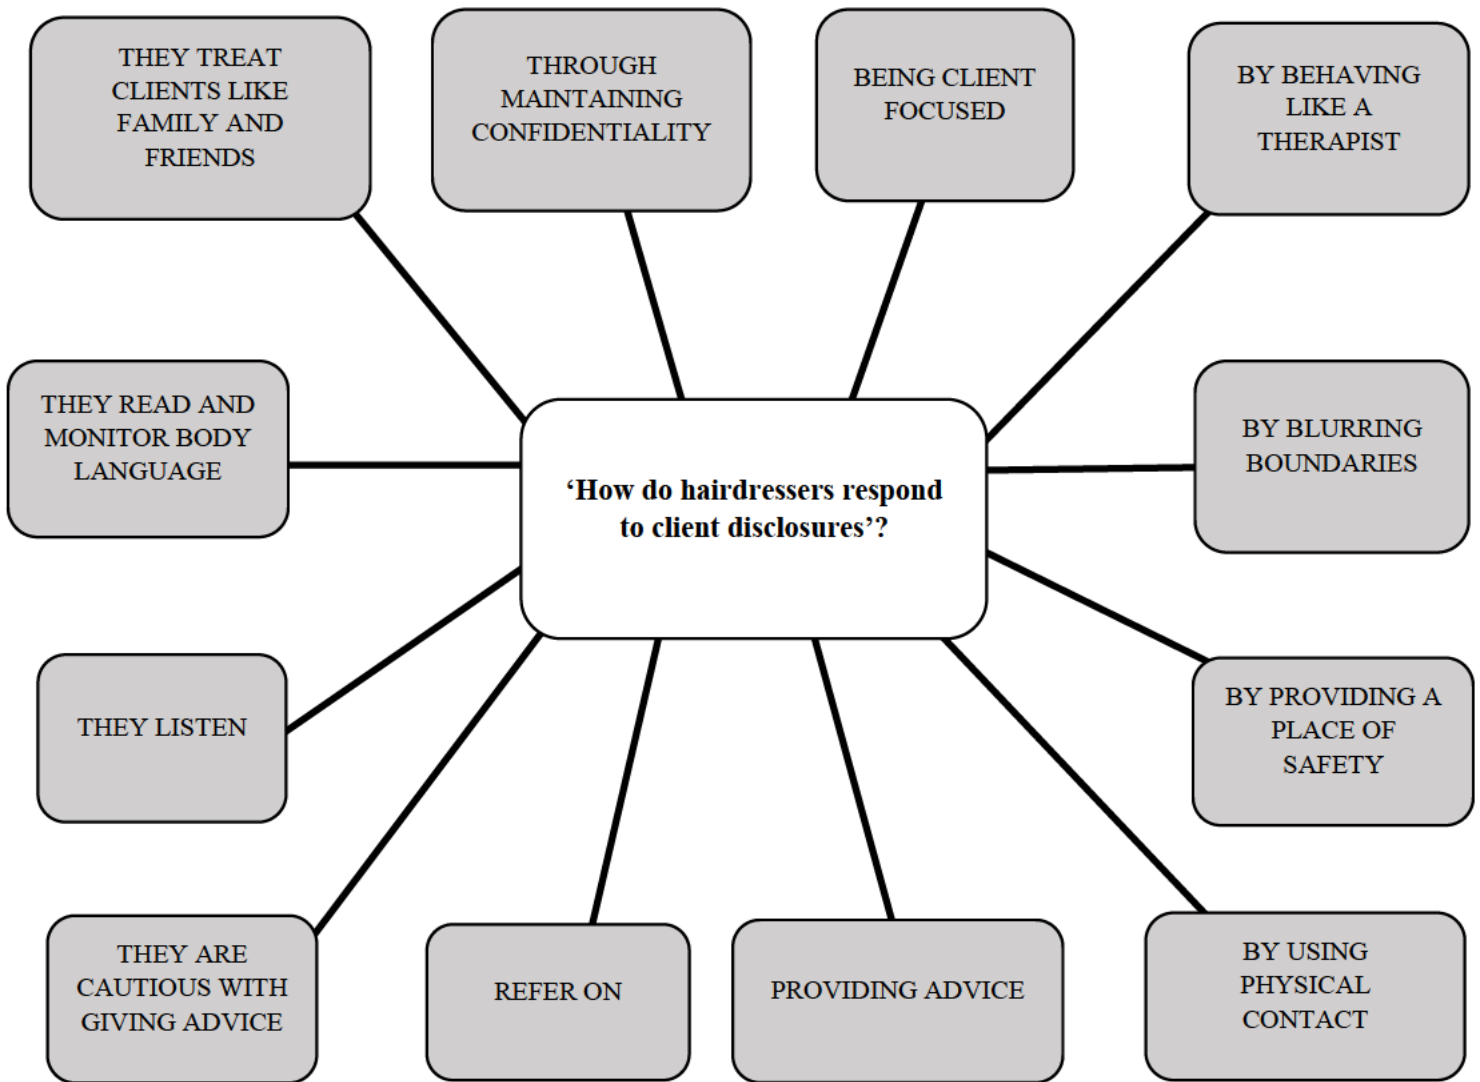 THEY TREAT
CLIENTS LIKE
FAMILY AND
FRIENDS
THROUGH
MAINTAINING
CONFIDENTIALITY
BEING CLIENT
FOCUSED
BY BEHAVING
LIKE A
THERAPIST
THEY READ AND
MONITOR BODY
LANGUAGE
‘How do hairdressers respond
to client disclosures’?
BY BLURRING
BOUNDARIES
THEY LISTEN
BY PROVIDING A
PLACE OF
SAFETY
THEY ARE
CAUTIOUS WITH
GIVING ADVICE
REFER ON
PROVIDING ADVICE
BY USING
PHYSICAL
CONTACT